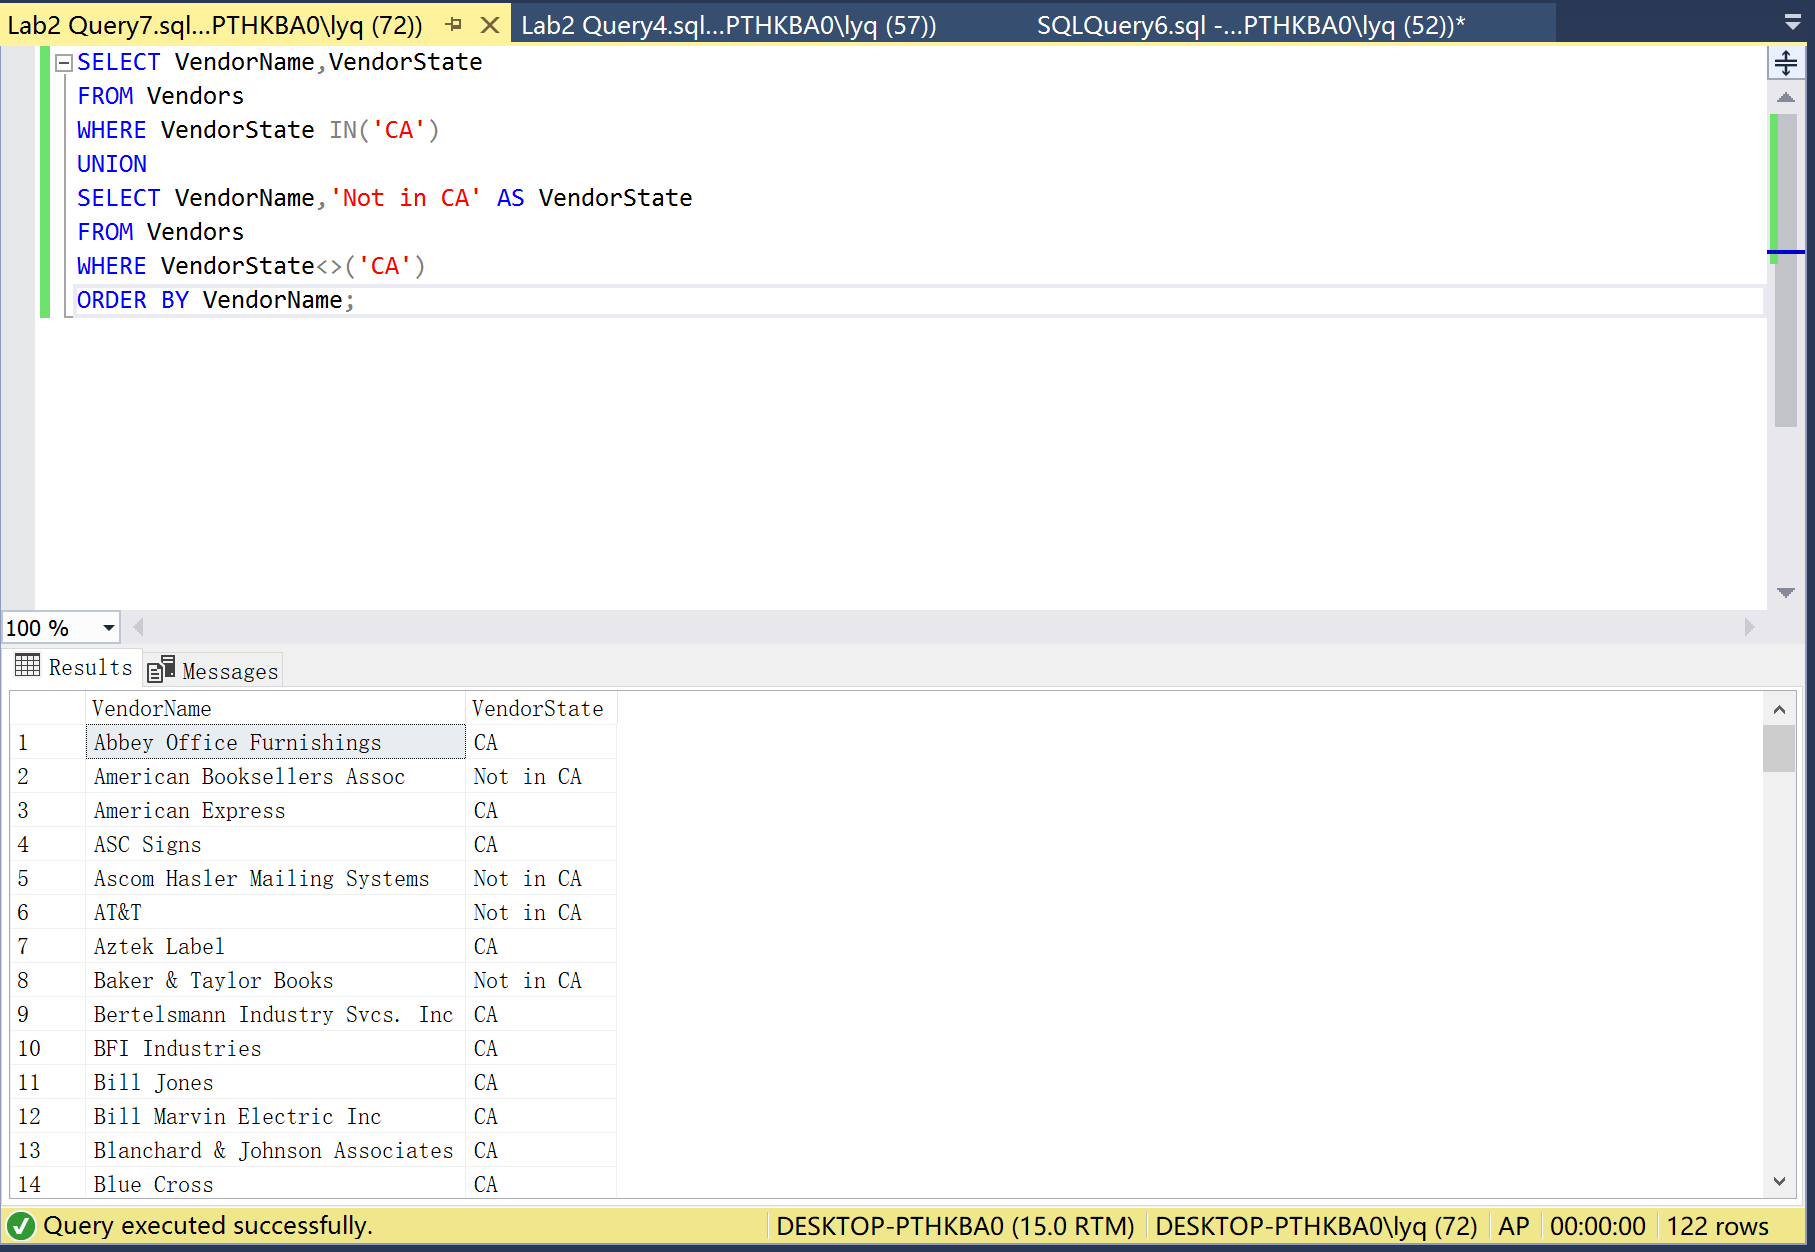 Lab2 Query7.sql...PTHKBA0\lyq (72)) Lab2 Query4.sql...PTHKBA0\lyq (57)) SQLQuery6.sql -...PTHKBA0\lyq (52))*
SELECT VendorName,VendorState
FROM Vendors
WHERE VendorState IN('CA')
UNION
SELECT VendorName,'Not in CA' AS VendorState
FROM Vendors
WHERE VendorState<>('CA')
ORDER BY VendorName;
100 %
Results Messages
VendorName VendorState
1 Abbey Office Furnishings CA
2 American Booksellers Assoc Not in CA
3 American Express CA
4 ASC Signs CA
5 Ascom Hasler Mailing Systems Not in CA
6 AT&T Not in CA
7 Aztek Label CA
8 Baker & Taylor Books Not in CA
9 Bertelsmann Industry Svcs. Inc CA
10 BFI Industries CA
11 Bill Jones CA
12 Bill Marvin Electric Inc CA
13 Blanchard & Johnson Associates CA
14 Blue Cross CA
Query executed successfully. DESKTOP-PTHKBA0 (15.0 RTM) DESKTOP-PTHKBA0\lyq (72) AP 00:00:00 122 rows